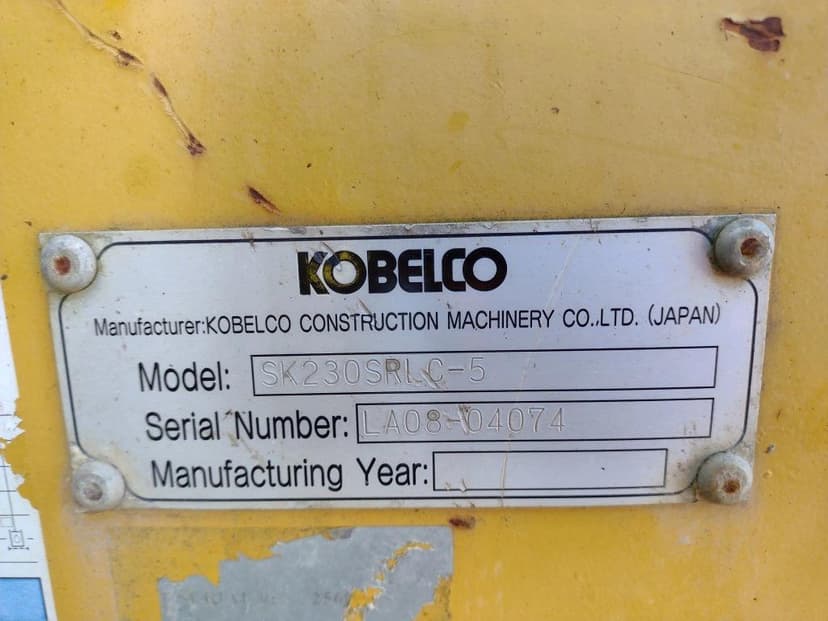 KOBELCO
Manufacturer:KOBELCO CONSTRUCTION MACHINERY CO.,LTD. (JAPAN)
Model: SK230SRLC-5
Serial Number: LA08-04074
Manufacturing Year: